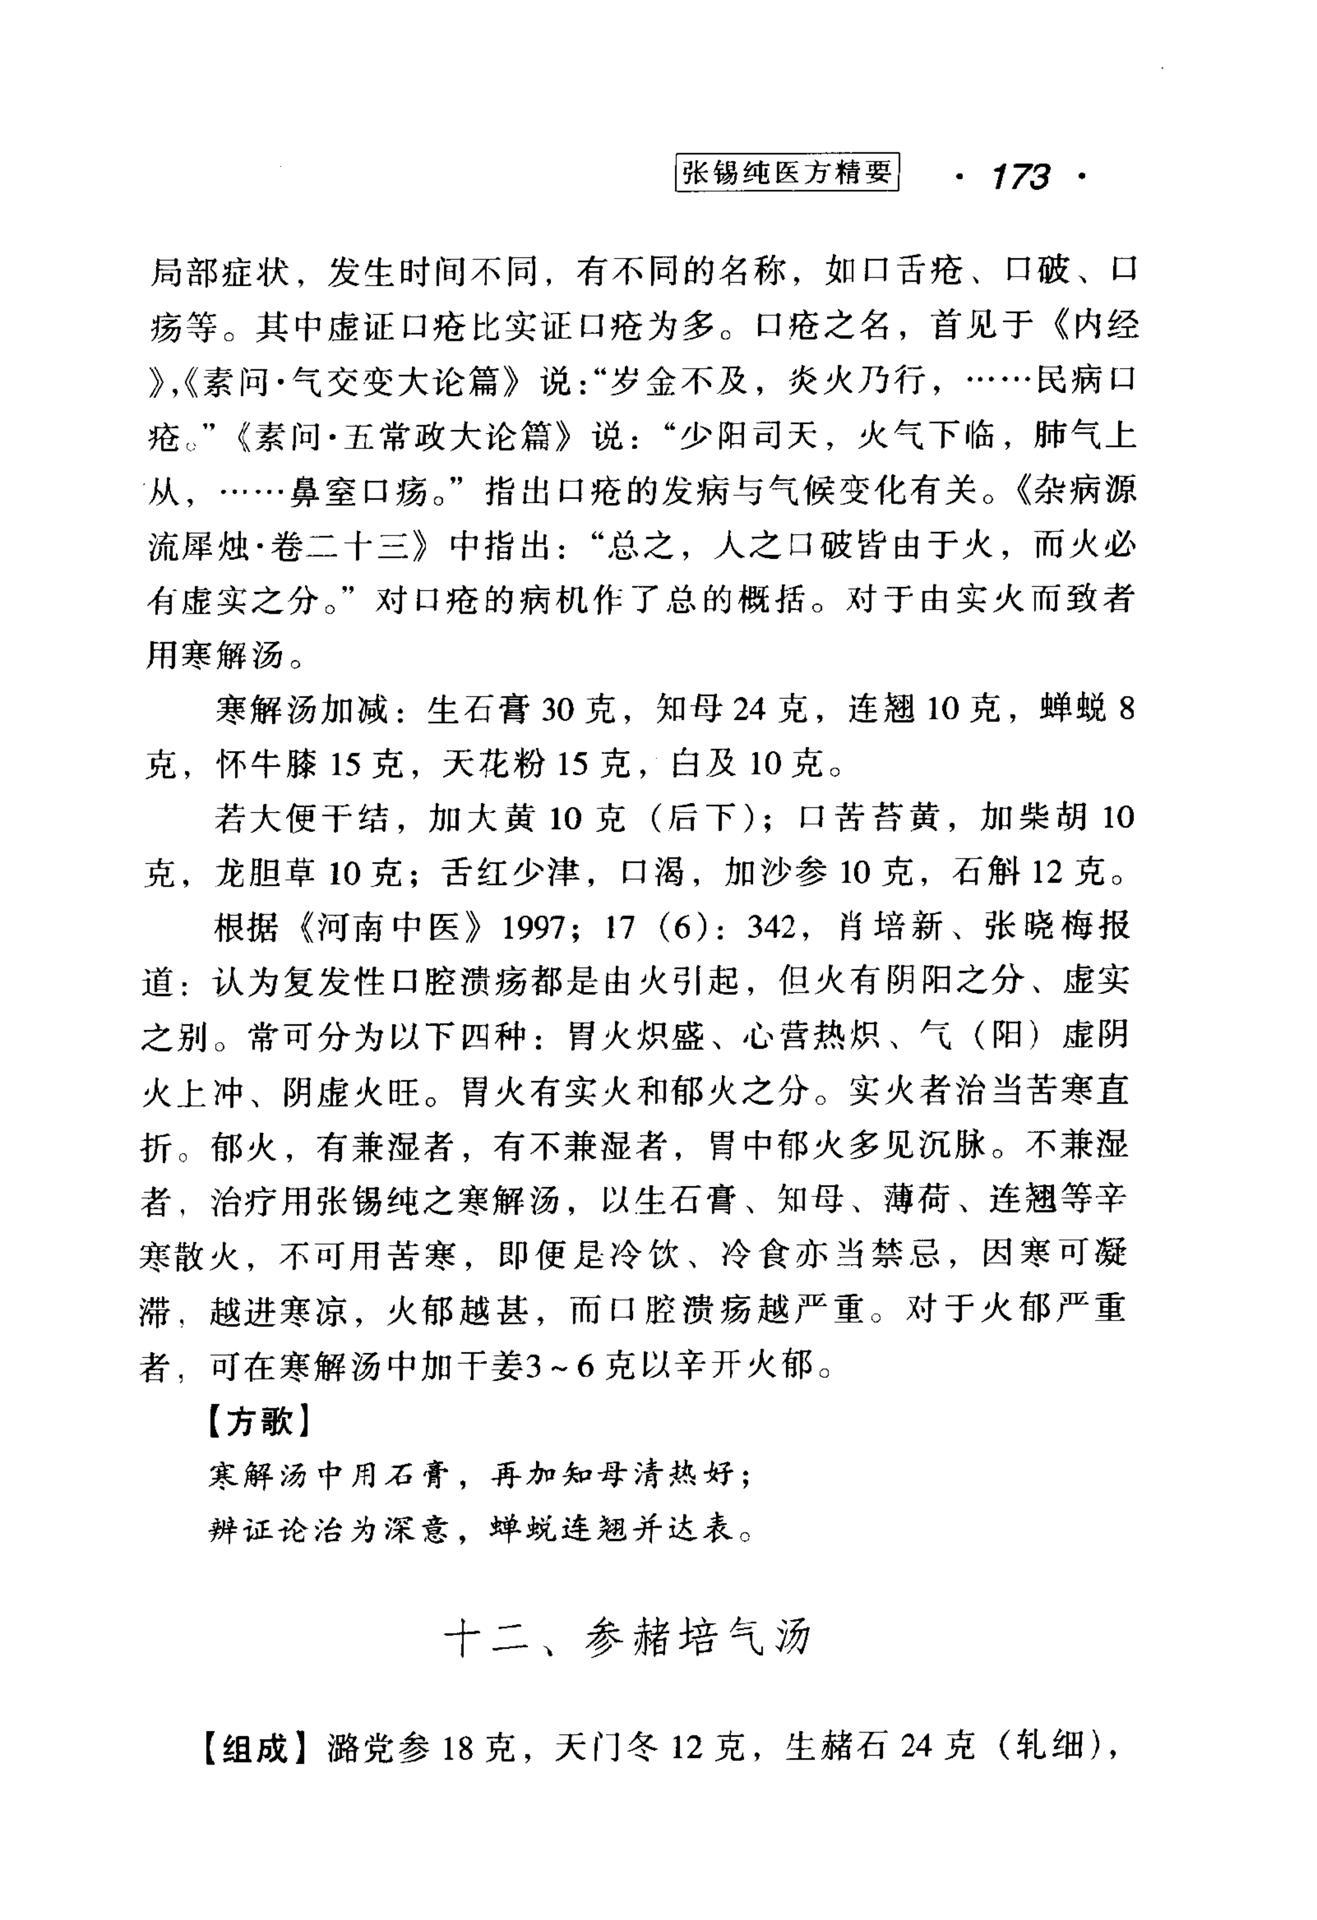 张锡纯医方精要 · 173 ·
局部症状，发生时间不同，有不同的名称，如口舌疮、口破、口
疡等。其中虚证口疮比实证口疮为多。口疮之名，首见于《内经
》，《素问·气交变大论篇》说：“岁金不及，炎火乃行，……民病口
疮。”《素问·五常政大论篇》说：“少阳司天，火气下临，肺气上
从，……鼻窒口疡。”指出口疮的发病与气候变化有关。《杂病源
流犀烛·卷二十三》中指出：“总之，人之口破皆由于火，而火必
有虚实之分。”对口疮的病机作了总的概括。对于由实火而致者
用寒解汤。
寒解汤加减：生石膏 30 克，知母 24 克，连翘 10 克，蝉蜕 8
克，怀牛膝 15 克，天花粉 15 克，白及 10 克。
若大便干结，加大黄 10 克（后下）；口苦苔黄，加柴胡 10
克，龙胆草 10 克；舌红少津，口渴，加沙参 10 克，石斛 12 克。
根据《河南中医》1997；17（6）：342，肖培新、张晓梅报
道：认为复发性口腔溃疡都是由火引起，但火有阴阳之分、虚实
之别。常可分为以下四种：胃火炽盛、心营热炽、气（阳）虚阴
火上冲、阴虚火旺。胃火有实火和郁火之分。实火者治当苦寒直
折。郁火，有兼湿者，有不兼湿者，胃中郁火多见沉脉。不兼湿
者，治疗用张锡纯之寒解汤，以生石膏、知母、薄荷、连翘等辛
寒散火，不可用苦寒，即便是冷饮、冷食亦当禁忌，因寒可凝
滞，越进寒凉，火郁越甚，而口腔溃疡越严重。对于火郁严重
者，可在寒解汤中加干姜3～6 克以辛开火郁。
【方歌】
寒解汤中用石膏，再加知母清热好；
辨证论治为深意，蝉蜕连翘并达表。
十二、参赭培气汤
【组成】潞党参 18 克，天门冬 12 克，生赭石 24 克（轧细），